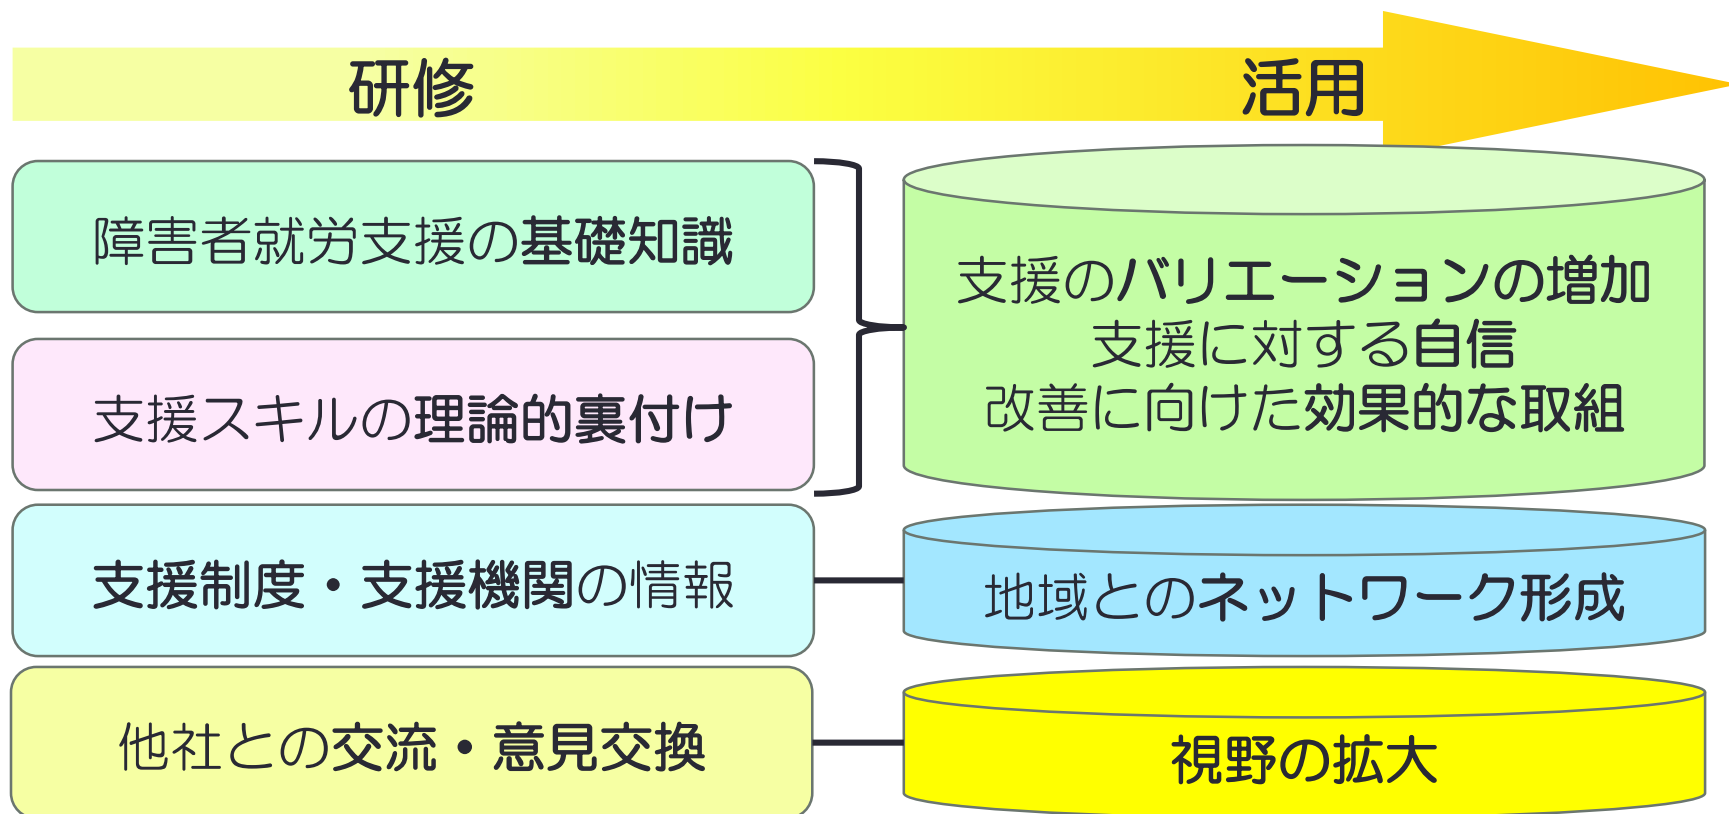 研修
活用
障害者就労支援の基礎知識
支援スキルの理論的裏付け
支援のバリエーションの増加
支援に対する自信
改善に向けた効果的な取組
支援制度・支援機関の情報
地域とのネットワーク形成
他社との交流・意見交換
視野の拡大